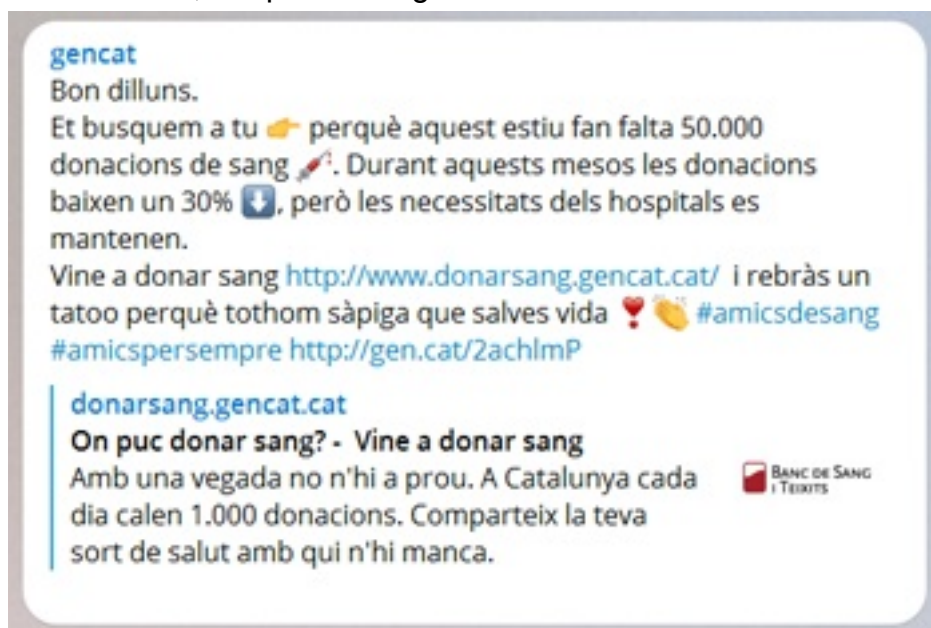 gencat
Bon dilluns.
Et busquem a tu 👉 perquè aquest estiu fan falta 50.000
donacions de sang 💉. Durant aquests mesos les donacions
baixen un 30% ⬇️, però les necessitats dels hospitals es
mantenen.
Vine a donar sang http://www.donarsang.gencat.cat/ i rebràs un
tatoo perquè tothom sàpiga que salves vida ❣️ 👏 #amicsdesang
#amicspersempre http://gen.cat/2achlmP
donarsang.gencat.cat
On puc donar sang? - Vine a donar sang
Amb una vegada no n'hi a prou. A Catalunya cada
dia calen 1.000 donacions. Comparteix la teva
sort de salut amb qui n'hi manca.
BANC DE SANG
I TEIXITS